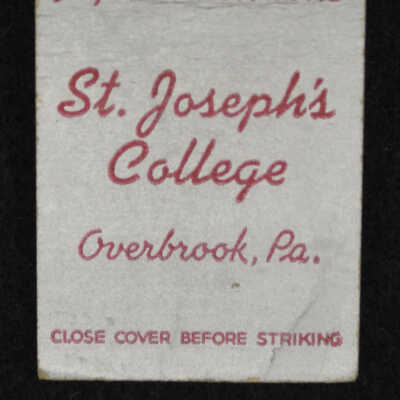 St. Joseph's
College
Overbrook, Pa.
CLOSE COVER BEFORE STRIKING